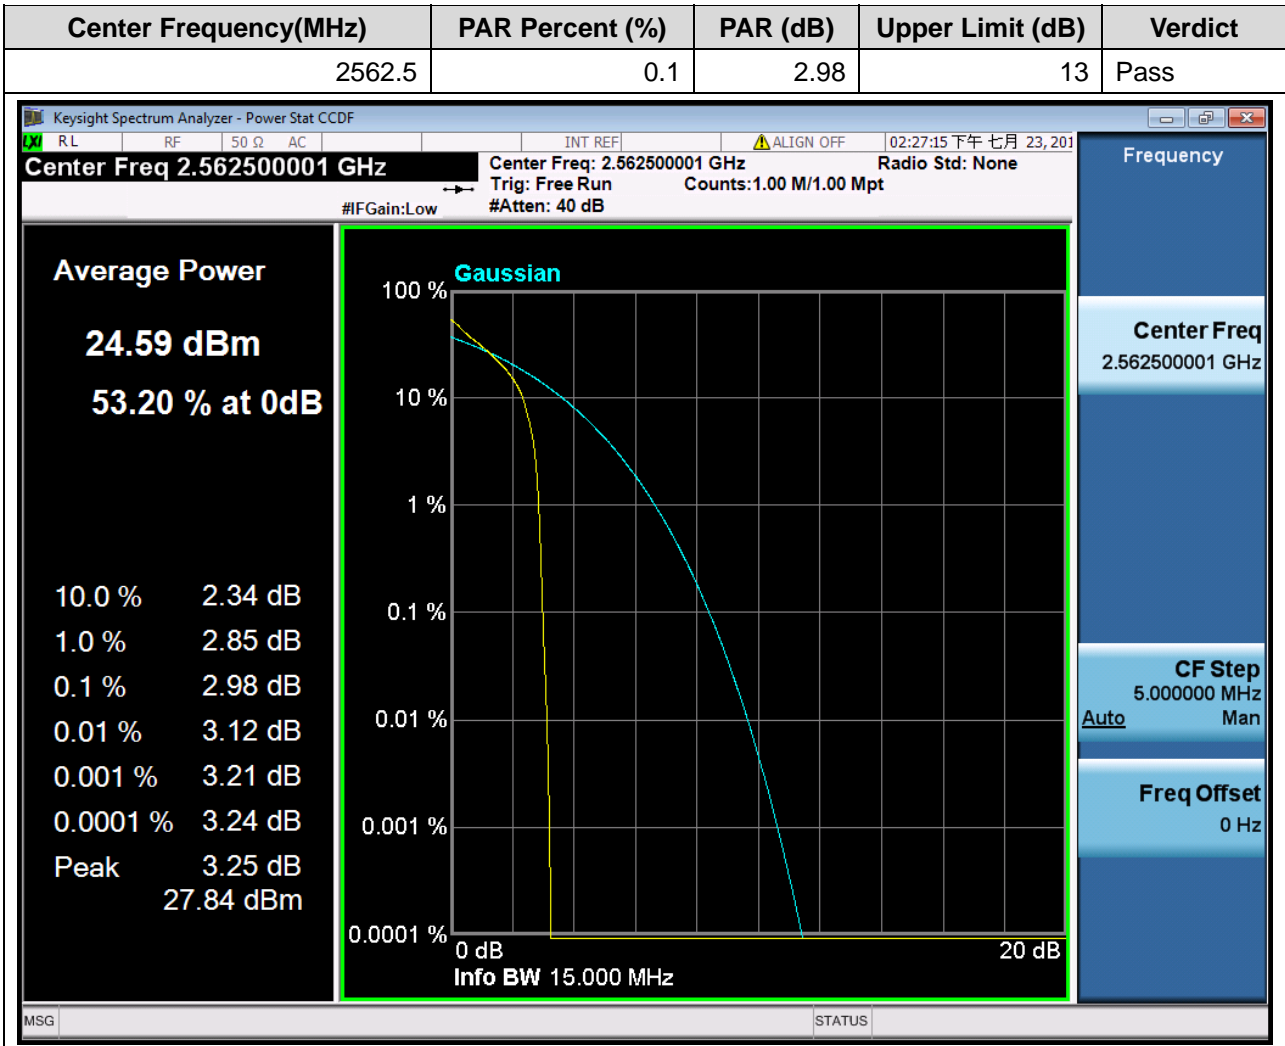 Center Frequency(MHz) PAR Percent (%) PAR (dB) Upper Limit (dB) Verdict
2562.5 0.1 2.98 13 Pass
Keysight Spectrum Analyzer - Power Stat CCDF
LXI RL RF 50 Ω AC INT REF ALIGN OFF 02:27:15 下午 七月 23, 201
Center Freq 2.562500001 GHz
Center Freq: 2.562500001 GHz Radio Std: None
Trig: Free Run Counts:1.00 M/1.00 Mpt
#IFGain:Low #Atten: 40 dB
Average Power
24.59 dBm
53.20 % at 0dB
10.0 % 2.34 dB
1.0 % 2.85 dB
0.1 % 2.98 dB
0.01 % 3.12 dB
0.001 % 3.21 dB
0.0001 % 3.24 dB
Peak 3.25 dB
27.84 dBm
Gaussian
100 %
10 %
1 %
0.1 %
0.01 %
0.001 %
0.0001 %
0 dB 20 dB
Info BW 15.000 MHz
Frequency
Center Freq
2.562500001 GHz
CF Step
5.000000 MHz
Auto Man
Freq Offset
0 Hz
MSG STATUS